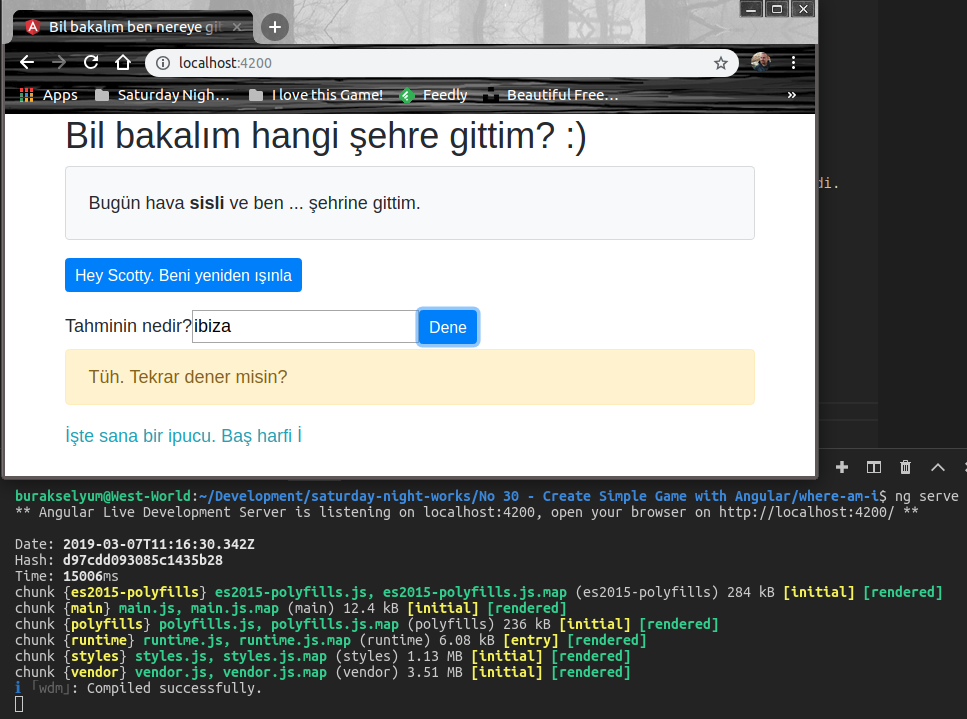 Bil bakalım ben nereye git
localhost:4200
Apps Saturday Nigh... I love this Game! Feedly Beautiful Free... »
Bil bakalım hangi şehre gittim? :)
Bugün hava sisli ve ben ... şehrine gittim.
Hey Scotty. Beni yeniden ışınla
Tahminin nedir? ibiza Dene
Tüh. Tekrar dener misin?
İşte sana bir ipucu. Baş harfi İ
di.
burakselyum@West-World:~/Development/saturday-night-works/No 30 - Create Simple Game with Angular/where-am-i$ ng serve
** Angular Live Development Server is listening on localhost:4200, open your browser on http://localhost:4200/ **
Date: 2019-03-07T11:16:30.342Z
Hash: d97cdd093085c1435b28
Time: 15006ms
chunk {es2015-polyfills} es2015-polyfills.js, es2015-polyfills.js.map (es2015-polyfills) 284 kB [initial] [rendered]
chunk {main} main.js, main.js.map (main) 12.4 kB [initial] [rendered]
chunk {polyfills} polyfills.js, polyfills.js.map (polyfills) 236 kB [initial] [rendered]
chunk {runtime} runtime.js, runtime.js.map (runtime) 6.08 kB [entry] [rendered]
chunk {styles} styles.js, styles.js.map (styles) 1.13 MB [initial] [rendered]
chunk {vendor} vendor.js, vendor.js.map (vendor) 3.51 MB [initial] [rendered]
ℹ ｢wdm｣: Compiled successfully.